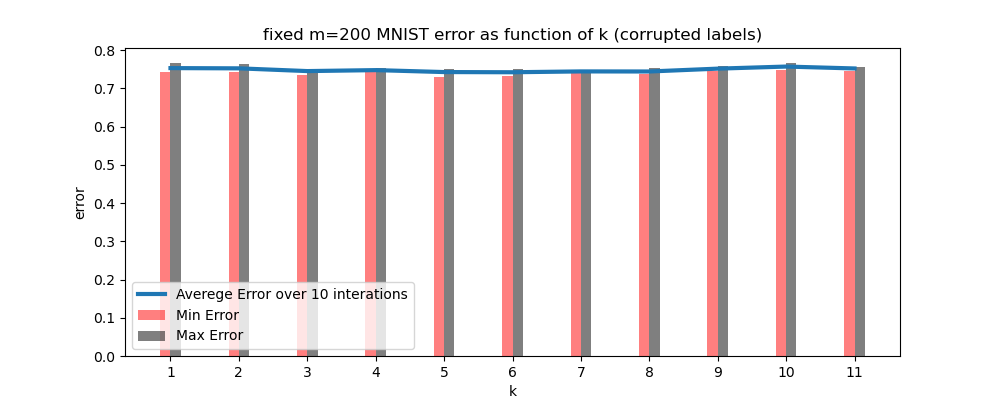 fixed m=200 MNIST error as function of k (corrupted labels)
0.8
0.7
0.6
0.5
0.4
0.3
0.2
0.1
0.0
error
Averege Error over 10 interations
Min Error
Max Error
1 2 3 4 5 6 7 8 9 10 11
k